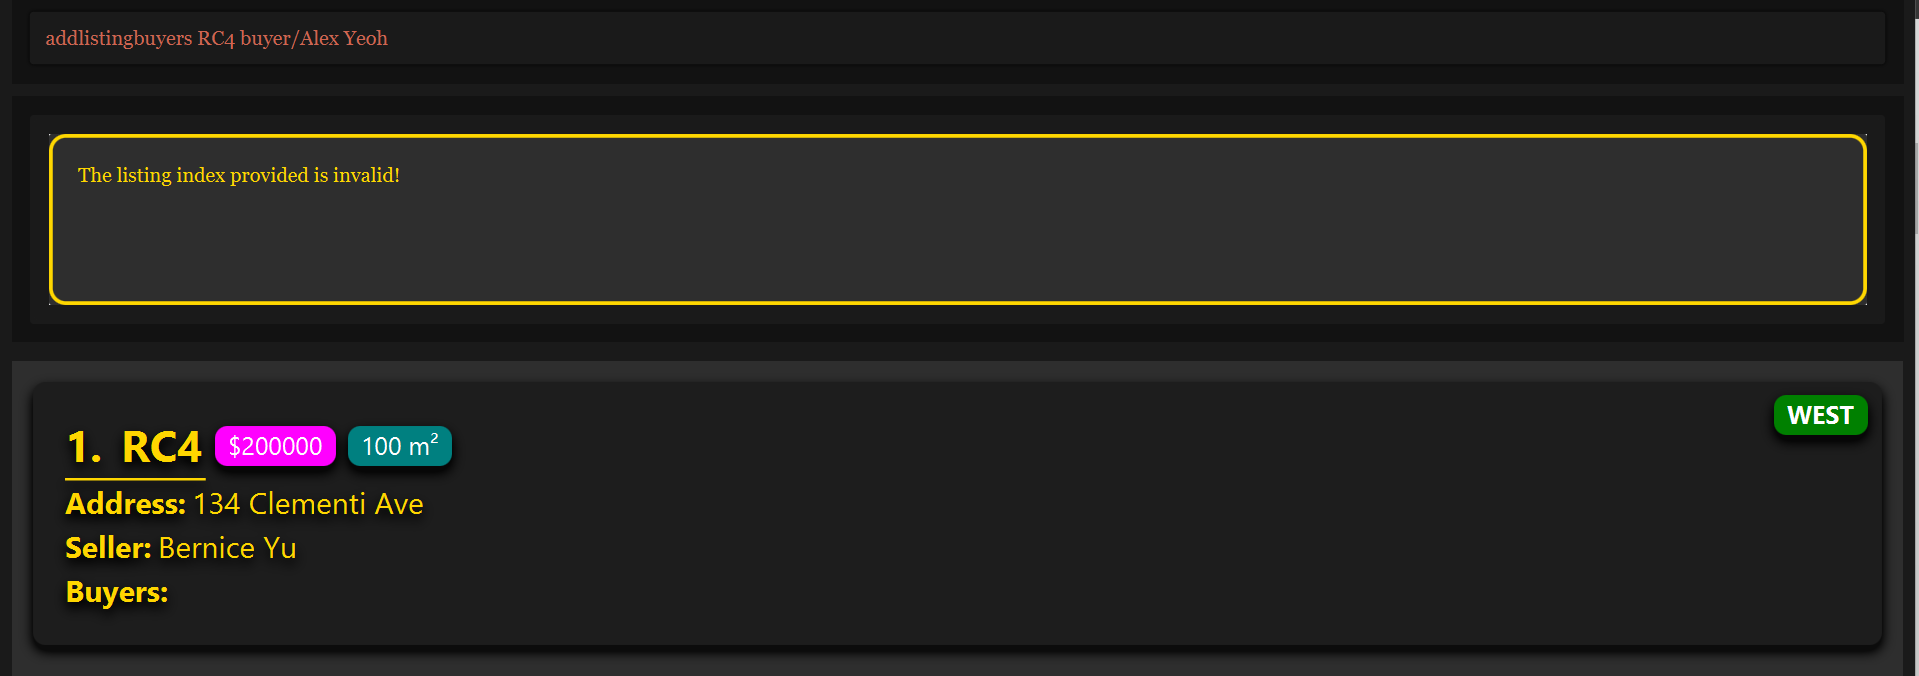 addlistingbuyers RC4 buyer/Alex Yeoh
The listing index provided is invalid!
WEST
1. RC4 $200000 100 m²
Address: 134 Clementi Ave
Seller: Bernice Yu
Buyers: